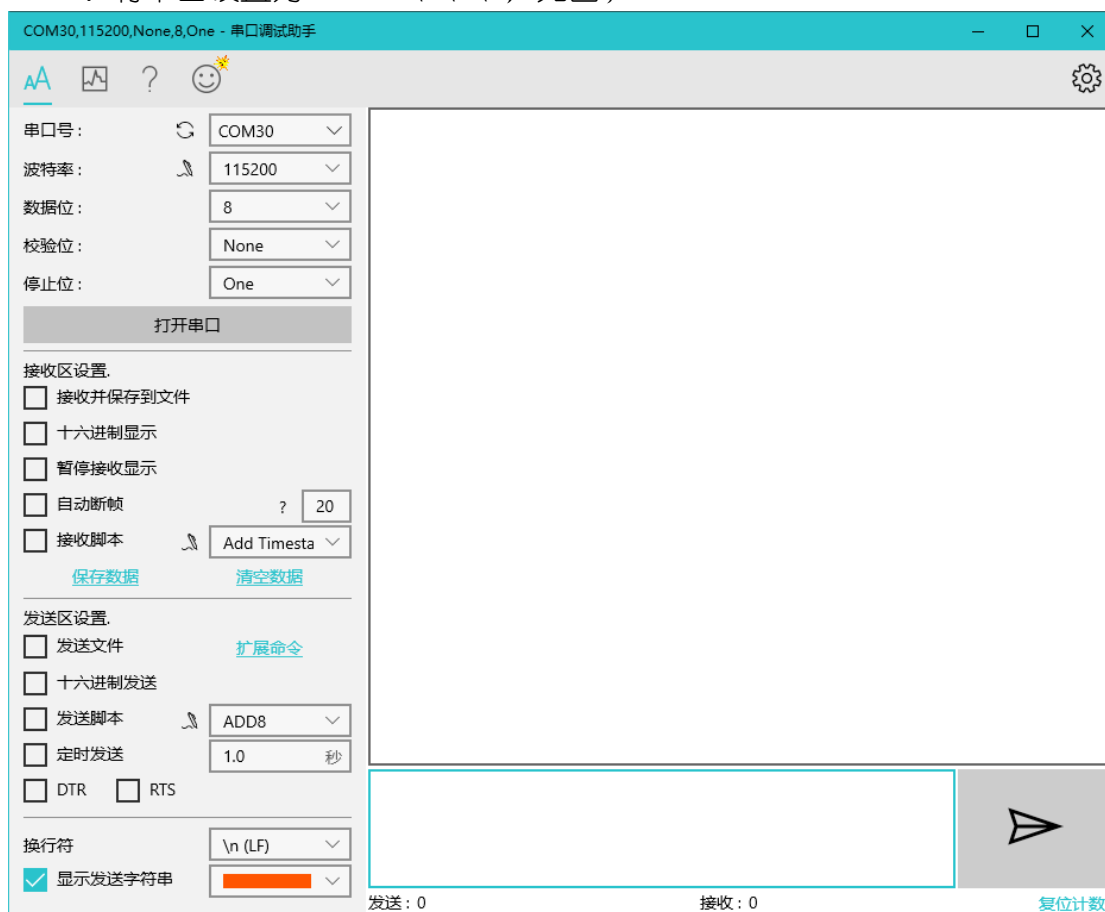 COM30,115200,None,8,One - 串口调试助手
AA
串口号： COM30
波特率： 115200
数据位： 8
校验位： None
停止位： One
打开串口
接收区设置.
接收并保存到文件
十六进制显示
暂停接收显示
自动断帧 ? 20
接收脚本 Add Timesta
保存数据 清空数据
发送区设置.
发送文件 扩展命令
十六进制发送
发送脚本 ADD8
定时发送 1.0 秒
DTR RTS
换行符 \n (LF)
显示发送字符串
发送：0 接收：0 复位计数